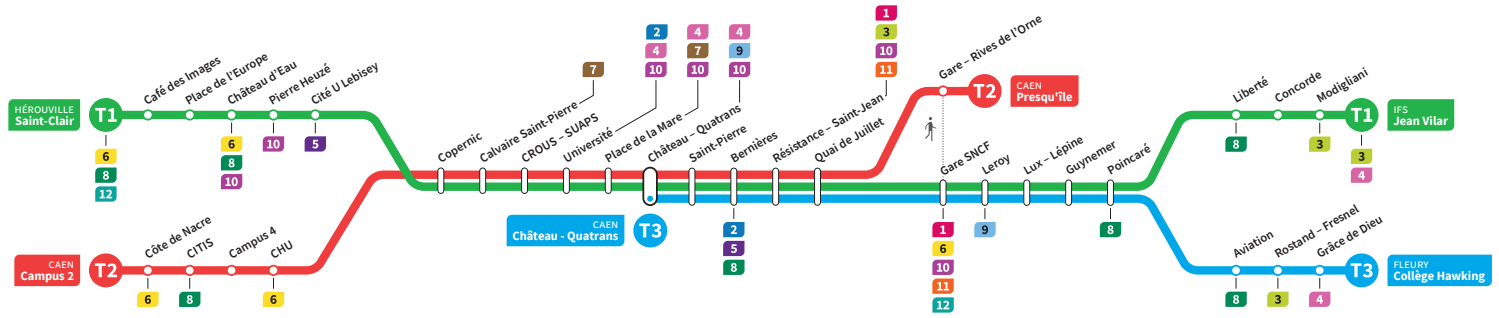 HÉROUVILLE
Saint-Clair
T1
6
8
12
Café des Images
Place de l'Europe
Château d'Eau
6
8
10
Pierre Heuzé
10
Cité U Lebisey
5
CAEN
Campus 2
T2
Côte de Nacre
6
CITIS
8
Campus 4
CHU
6
Copernic
Calvaire Saint-Pierre
7
CROUS – SUAPS
Université
2
4
10
Place de la Mare
4
7
10
Château – Quatrans
4
9
10
CAEN
Château - Quatrans
T3
Saint-Pierre
Bernières
2
5
8
Résistance – Saint-Jean
1
3
10
11
Quai de Juillet
Gare – Rives de l'Orne
T2
CAEN
Presqu'île
Gare SNCF
1
6
10
11
12
Leroy
9
Lux – Lépine
Guynemer
Poincaré
8
Liberté
8
Concorde
Modigliani
3
T1
3
4
IFS
Jean Vilar
Aviation
8
Rostand – Fresnel
3
Grâce de Dieu
4
T3
FLEURY
Collège Hawking